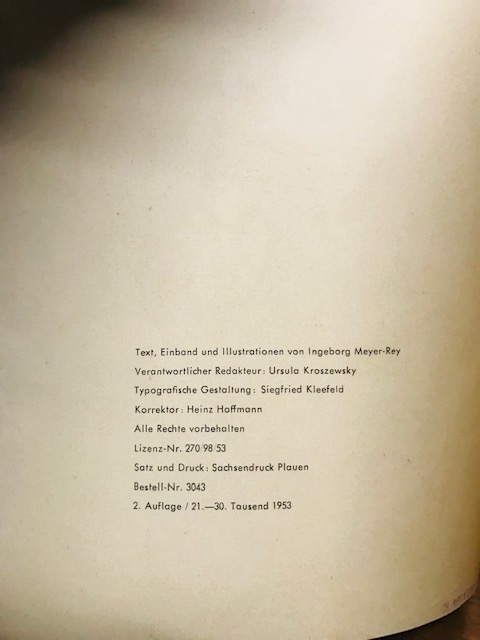 Text, Einband und Illustrationen von Ingeborg Meyer-Rey
Verantwortlicher Redakteur: Ursula Kroszewsky
Typografische Gestaltung: Siegfried Kleefeld
Korrektor: Heinz Hoffmann
Alle Rechte vorbehalten
Lizenz-Nr. 270/98/53
Satz und Druck: Sachsendruck Plauen
Bestell-Nr. 3043
2. Auflage / 21.—30. Tausend 1953